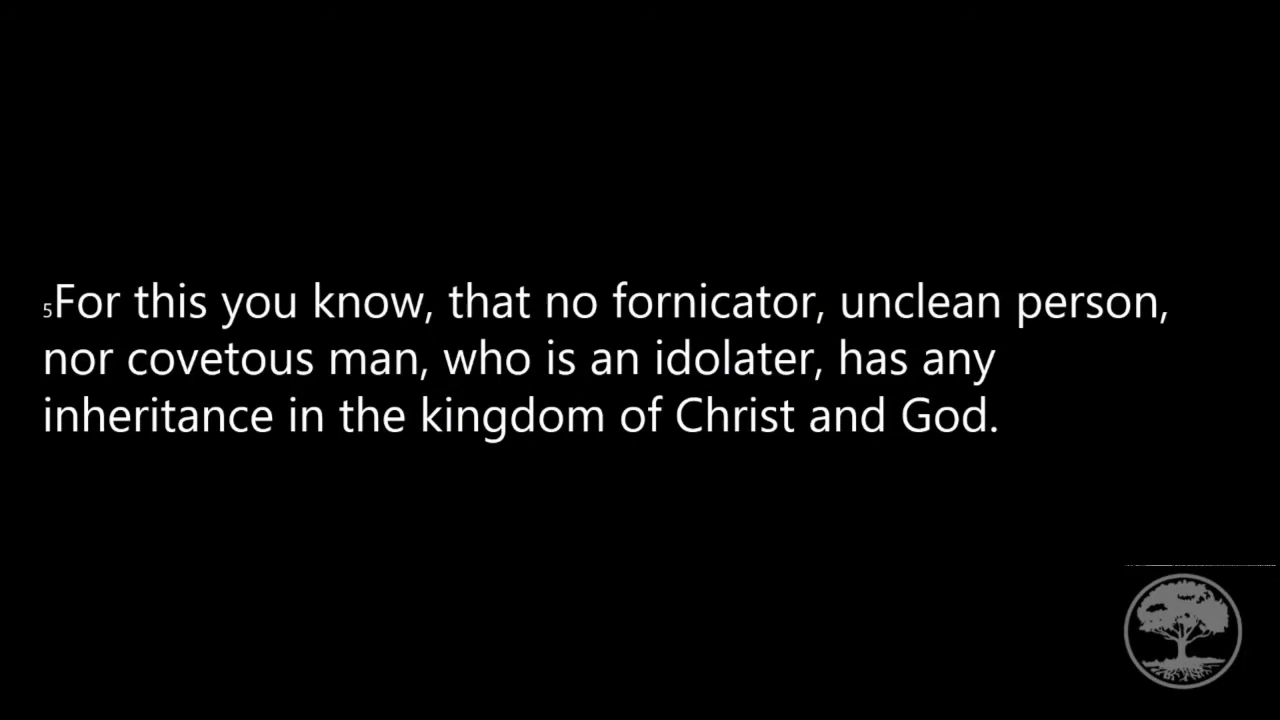 5For this you know, that no fornicator, unclean person,
nor covetous man, who is an idolater, has any
inheritance in the kingdom of Christ and God.